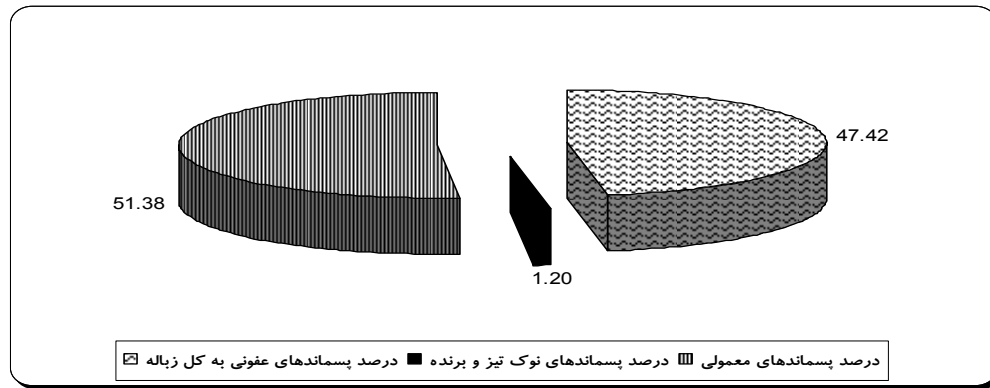 47.42
51.38
1.20
درصد پسماندهای عفونی به کل زباله درصد پسماندهای نوک تیز و برنده درصد پسماندهای معمولی